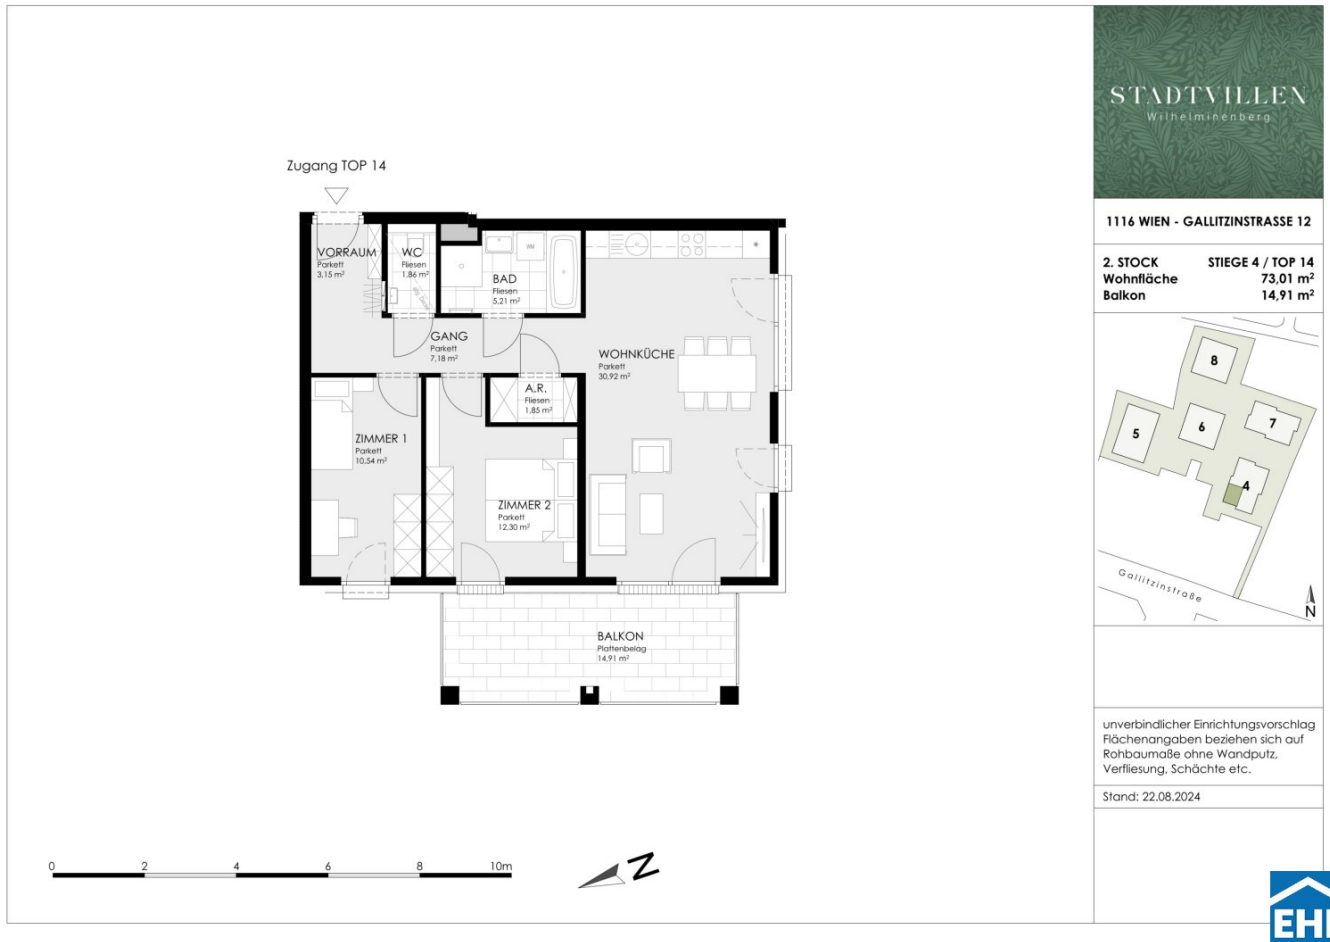 STADTVILLEN
Wilhelminenberg
Zugang TOP 14
1116 WIEN - GALLITZINSTRASSE 12
2. STOCK STIEGE 4 / TOP 14
Wohnfläche 73,01 m²
Balkon 14,91 m²
VORRAUM
Parkett
3,15 m²
WC
Fliesen
1,86 m²
BAD
Fliesen
5,21 m²
WM
GANG
Parkett
7,18 m²
WOHNKÜCHE
Parkett
30,92 m²
A.R.
Fliesen
1,85 m²
ZIMMER 1
Parkett
10,54 m²
ZIMMER 2
Parkett
12,30 m²
BALKON
Plattenbelag
14,91 m²
8
5
6
7
4
Gallitzinstraße
N
unverbindlicher Einrichtungsvorschlag
Flächenangaben beziehen sich auf
Rohbaumaße ohne Wandputz,
Verfliesung, Schächte etc.
Stand: 22.08.2024
0 2 4 6 8 10m
N
EHL